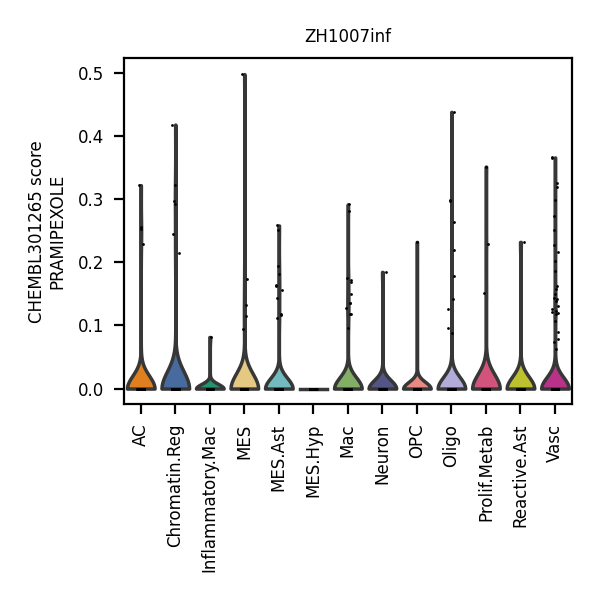 ZH1007inf
CHEMBL301265 score
PRAMIPEXOLE
0.5
0.4
0.3
0.2
0.1
0.0
AC
Chromatin.Reg
Inflammatory.Mac
MES
MES.Ast
MES.Hyp
Mac
Neuron
OPC
Oligo
Prolif.Metab
Reactive.Ast
Vasc